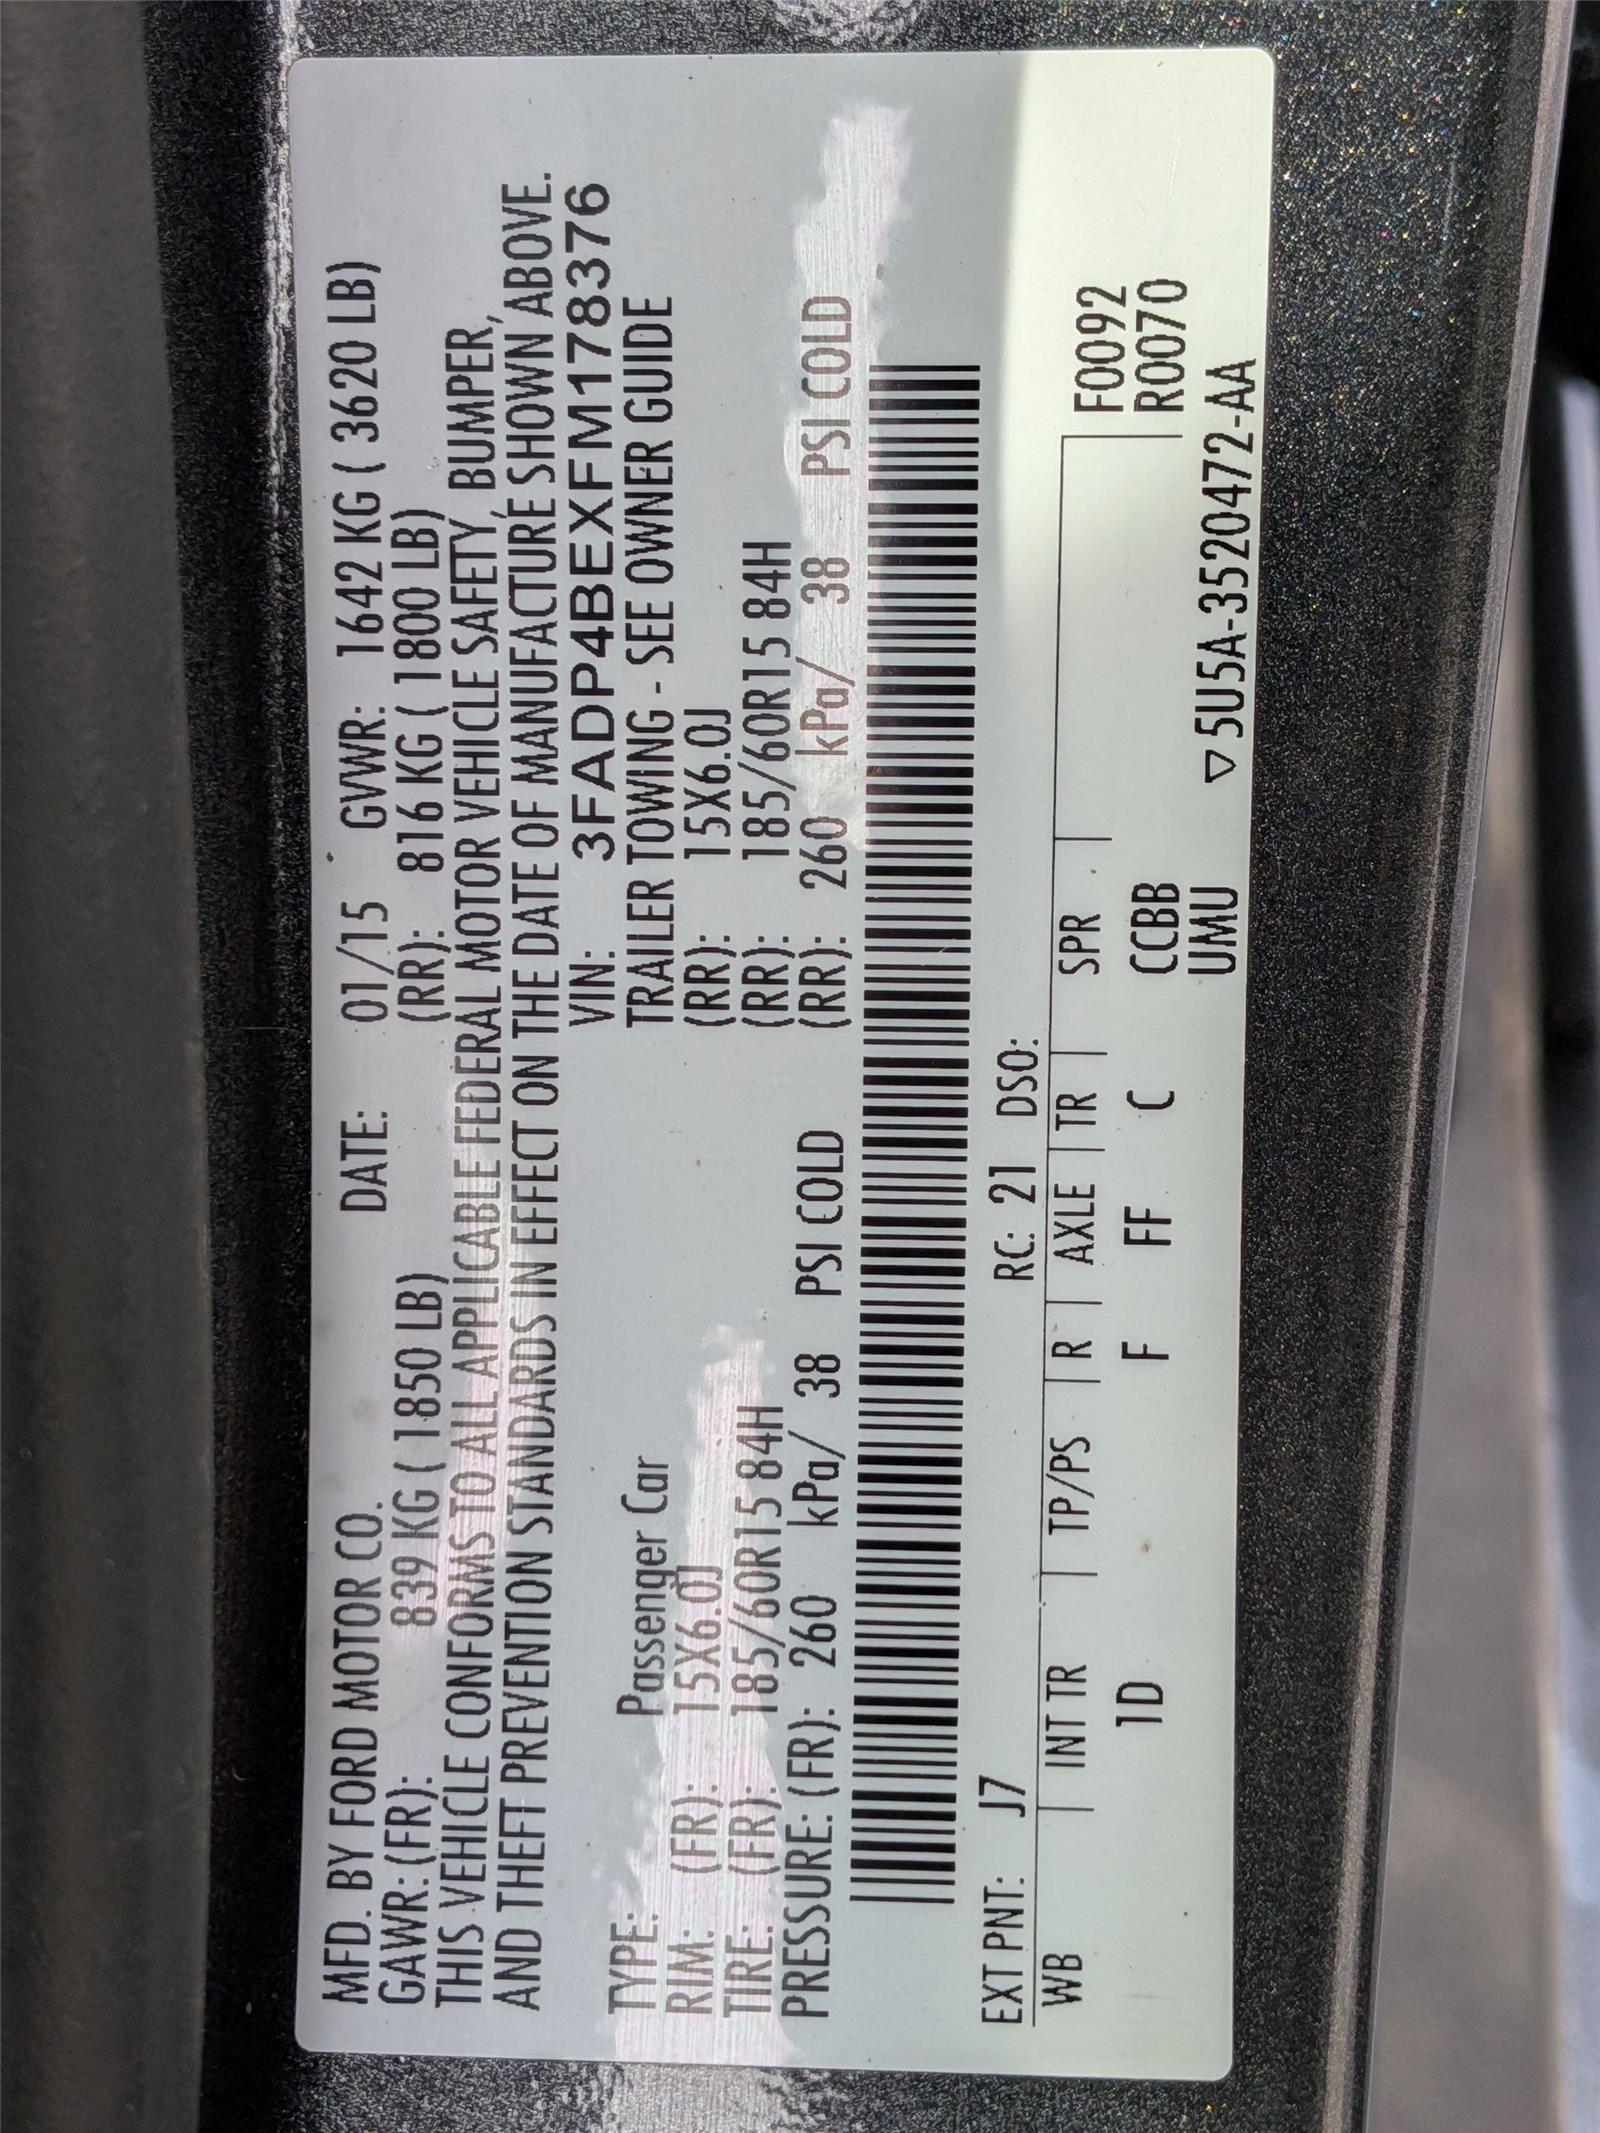 MFD. BY FORD MOTOR CO. DATE: 01/15 GVWR: 1642 KG ( 3620 LB)
GAWR: (FR): 839 KG ( 1850 LB) (RR): 816 KG ( 1800 LB)
THIS VEHICLE CONFORMS TO ALL APPLICABLE FEDERAL MOTOR VEHICLE SAFETY, BUMPER,
AND THEFT PREVENTION STANDARDS IN EFFECT ON THE DATE OF MANUFACTURE SHOWN ABOVE.
VIN: 3FADP4BEXFM178376
TYPE: Passenger Car TRAILER TOWING - SEE OWNER GUIDE
RIM: (FR): 15X6.0J (RR): 15X6.0J
TIRE: (FR): 185/60R15 84H (RR): 185/60R15 84H
PRESSURE: (FR): 260 kPa/ 38 PSI COLD (RR): 260 kPa/ 38 PSI COLD
EXT PNT: J7 RC: 21 DSO:
WB INT TR TP/PS R AXLE TR SPR F0092
1D F FF C CCBB R0070
UMU ▽5U5A-3520472-AA